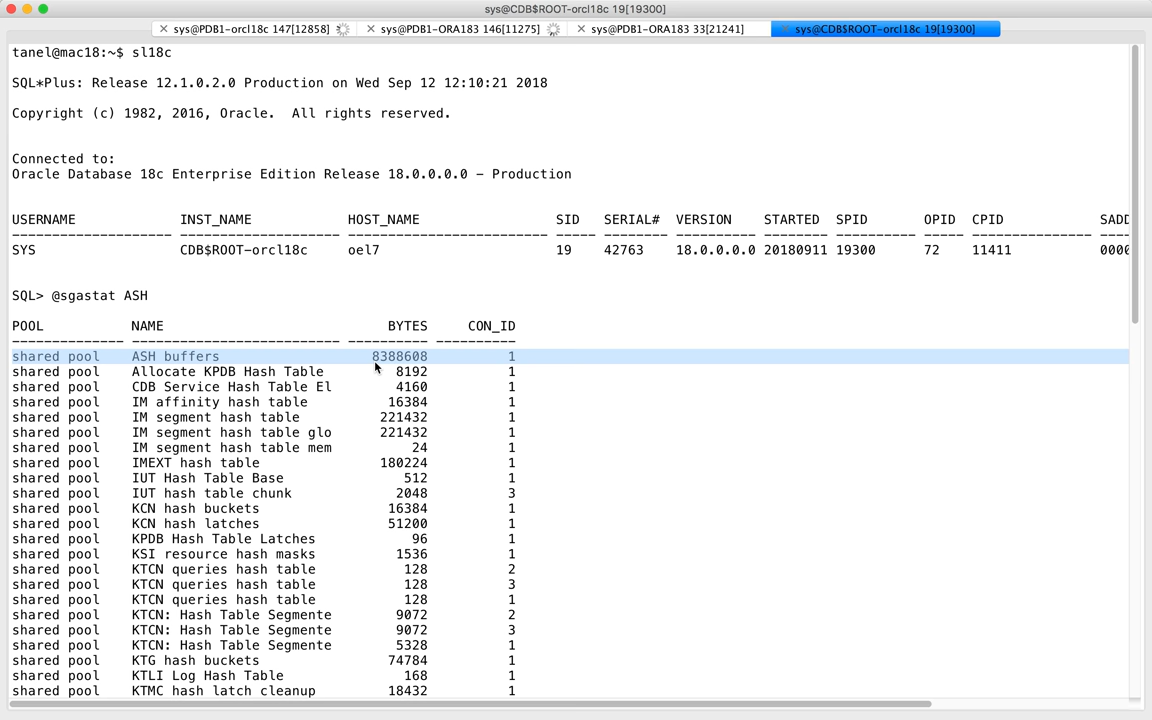 sys@CDB$ROOT-orcl18c 19[19300]
sys@PDB1-orcl18c 147[12858] sys@PDB1-ORA183 146[11275] sys@PDB1-ORA183 33[21241] sys@CDB$ROOT-orcl18c 19[19300]
tanel@mac18:~$ sl18c
SQL*Plus: Release 12.1.0.2.0 Production on Wed Sep 12 12:10:21 2018
Copyright (c) 1982, 2016, Oracle.  All rights reserved.
Connected to:
Oracle Database 18c Enterprise Edition Release 18.0.0.0.0 - Production
USERNAME INST_NAME HOST_NAME SID SERIAL# VERSION STARTED SPID OPID CPID SADD
-------------------- -------------------- ------------------------- ----- ------- ---------- -------- ---------- ----- --------------- ----
SYS CDB$ROOT-orcl18c oel7 19 42763 18.0.0.0.0 20180911 19300 72 11411 0000
SQL> @sgastat ASH
POOL NAME BYTES CON_ID
-------------- -------------------------- ---------- ----------
shared pool ASH buffers 8388608 1
shared pool Allocate KPDB Hash Table 8192 1
shared pool CDB Service Hash Table El 4160 1
shared pool IM affinity hash table 16384 1
shared pool IM segment hash table 221432 1
shared pool IM segment hash table glo 221432 1
shared pool IM segment hash table mem 24 1
shared pool IMEXT hash table 180224 1
shared pool IUT Hash Table Base 512 1
shared pool IUT hash table chunk 2048 3
shared pool KCN hash buckets 16384 1
shared pool KCN hash latches 51200 1
shared pool KPDB Hash Table Latches 96 1
shared pool KSI resource hash masks 1536 1
shared pool KTCN queries hash table 128 2
shared pool KTCN queries hash table 128 3
shared pool KTCN queries hash table 128 1
shared pool KTCN: Hash Table Segmente 9072 2
shared pool KTCN: Hash Table Segmente 9072 3
shared pool KTCN: Hash Table Segmente 5328 1
shared pool KTG hash buckets 74784 1
shared pool KTLI Log Hash Table 168 1
shared pool KTMC hash latch cleanup 18432 1